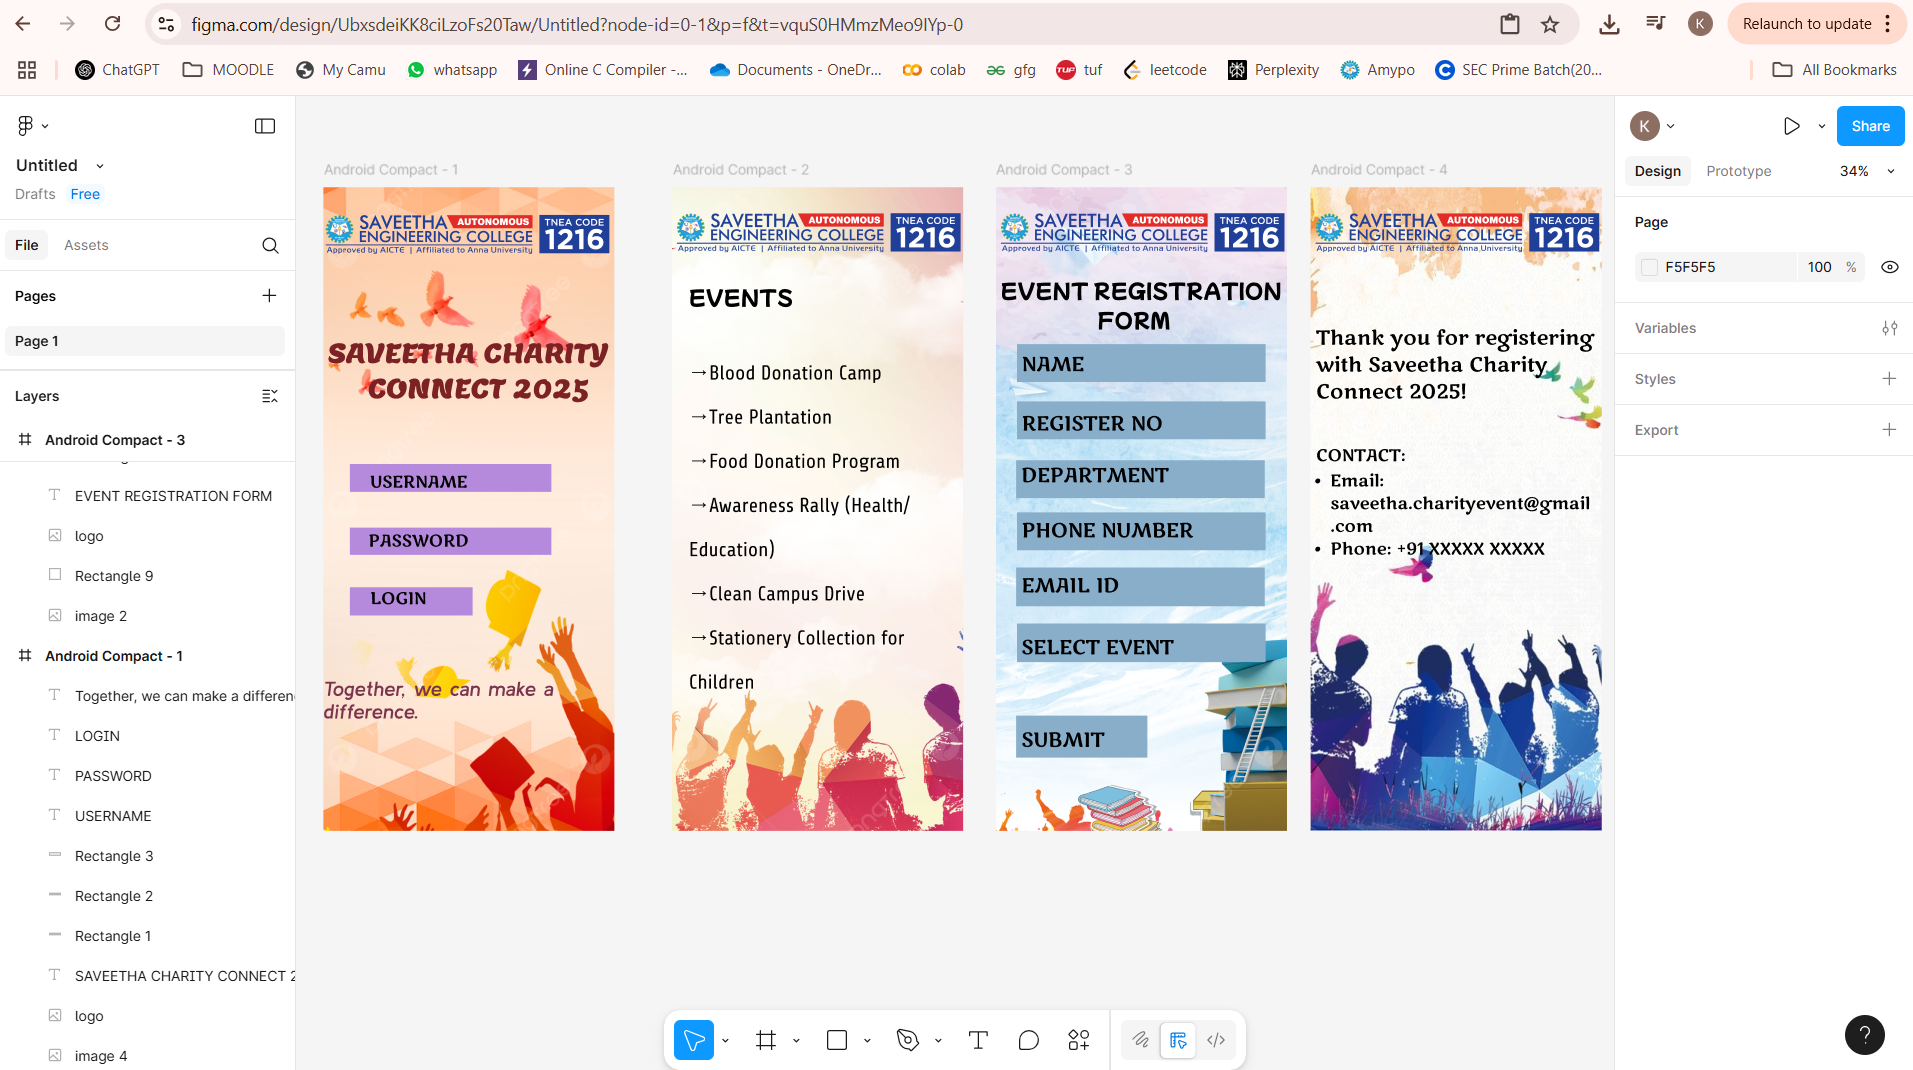 figma.com/design/UbxsdeiKK8ciLzoFs20Taw/Untitled?node-id=0-1&p=f&t=vquS0HMmzMeo9IYp-0
K
Relaunch to update
ChatGPT
MOODLE
My Camu
whatsapp
Online C Compiler -...
Documents - OneDr...
colab
gfg
TUF
tuf
leetcode
Perplexity
Amypo
SEC Prime Batch(20...
All Bookmarks
Untitled
Drafts
Free
File
Assets
Pages
Page 1
Layers
Android Compact - 3
EVENT REGISTRATION FORM
logo
Rectangle 9
image 2
Android Compact - 1
Together, we can make a differen
LOGIN
PASSWORD
USERNAME
Rectangle 3
Rectangle 2
Rectangle 1
SAVEETHA CHARITY CONNECT 2
logo
image 4
Android Compact - 1
SAVEETHA AUTONOMOUS
ENGINEERING COLLEGE
Approved by AICTE | Affiliated to Anna University
TNEA CODE
1216
SAVEETHA CHARITY
CONNECT 2025
USERNAME
PASSWORD
LOGIN
Together, we can make a
difference.
Android Compact - 2
SAVEETHA AUTONOMOUS
ENGINEERING COLLEGE
Approved by AICTE | Affiliated to Anna University
TNEA CODE
1216
EVENTS
→Blood Donation Camp
→Tree Plantation
→Food Donation Program
→Awareness Rally (Health/
Education)
→Clean Campus Drive
→Stationery Collection for
Children
Android Compact - 3
SAVEETHA AUTONOMOUS
ENGINEERING COLLEGE
Approved by AICTE | Affiliated to Anna University
TNEA CODE
1216
EVENT REGISTRATION
FORM
NAME
REGISTER NO
DEPARTMENT
PHONE NUMBER
EMAIL ID
SELECT EVENT
SUBMIT
Android Compact - 4
SAVEETHA AUTONOMOUS
ENGINEERING COLLEGE
Approved by AICTE | Affiliated to Anna University
TNEA CODE
1216
Thank you for registering
with Saveetha Charity
Connect 2025!
CONTACT:
• Email:
saveetha.charityevent@gmail
.com
• Phone: +91 XXXXX XXXXX
K
Share
Design
Prototype
34%
Page
F5F5F5
100
%
Variables
Styles
Export
?